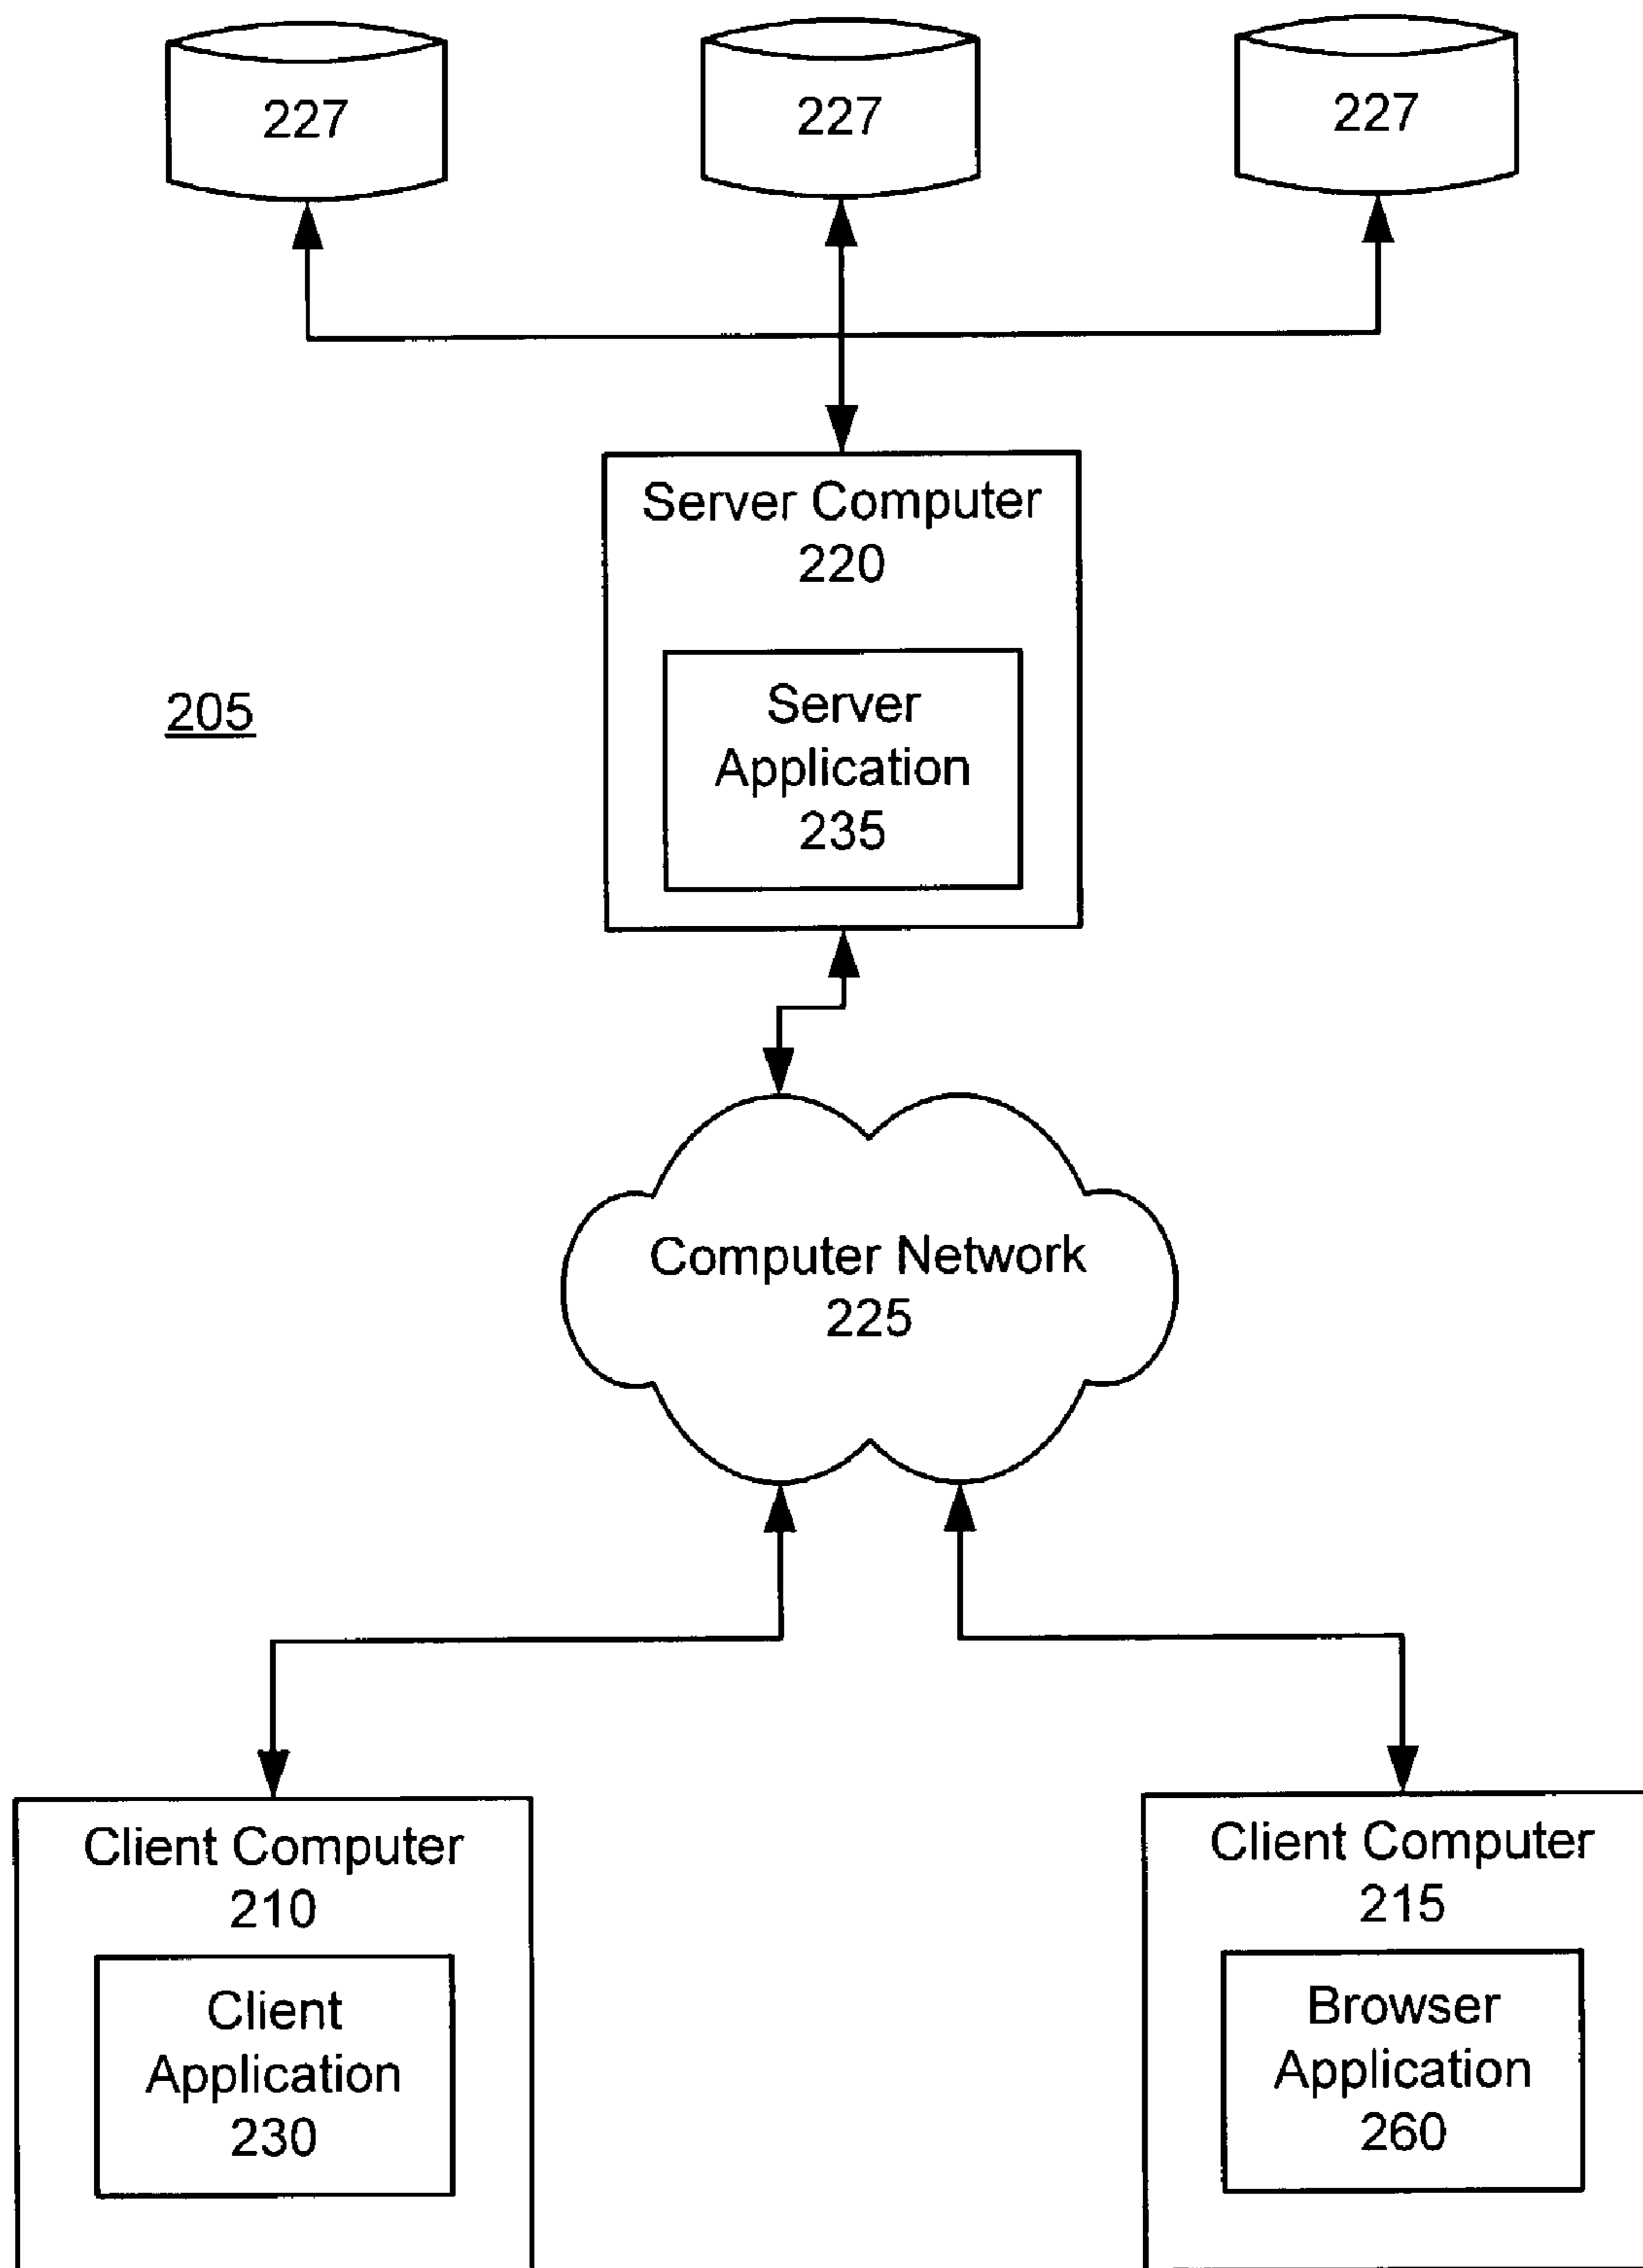 227
227
227
Server Computer
220
205
Server
Application
235
Computer Network
225
Client Computer
210
Client
Application
230
Client Computer
215
Browser
Application
260